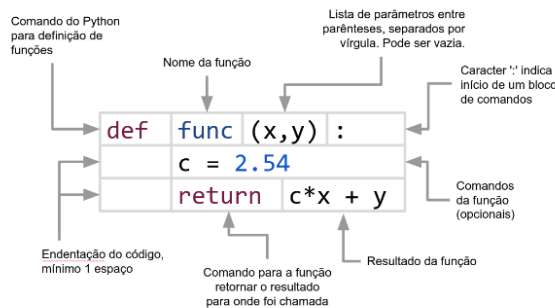 Comando do Python
para definição de
funções
Nome da função
Lista de parâmetros entre
parênteses, separados por
vírgula. Pode ser vazia.
Caracter ':' indica
início de um bloco
de comandos
def func (x,y) :
c = 2.54
return c*x + y
Endentação do código,
mínimo 1 espaço
Comando para a função
retornar o resultado
para onde foi chamada
Resultado da função
Comandos
da função
(opcionais)